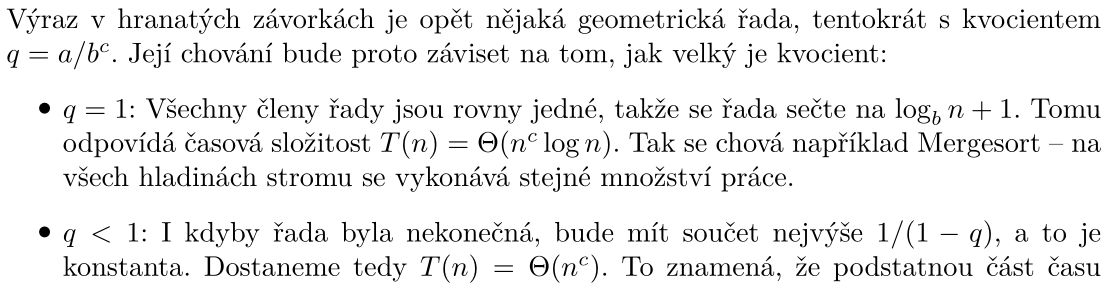 Výraz v hranatých závorkách je opět nějaká geometrická řada, tentokrát s kvocientem
q = a/b^c. Její chování bude proto záviset na tom, jak velký je kvocient:
• q = 1: Všechny členy řady jsou rovny jedné, takže se řada sečte na log_b n + 1. Tomu
odpovídá časová složitost T(n) = Θ(n^c log n). Tak se chová například Mergesort – na
všech hladinách stromu se vykonává stejné množství práce.
• q < 1: I kdyby řada byla nekonečná, bude mít součet nejvýše 1/(1 − q), a to je
konstanta. Dostaneme tedy T(n) = Θ(n^c). To znamená, že podstatnou část času